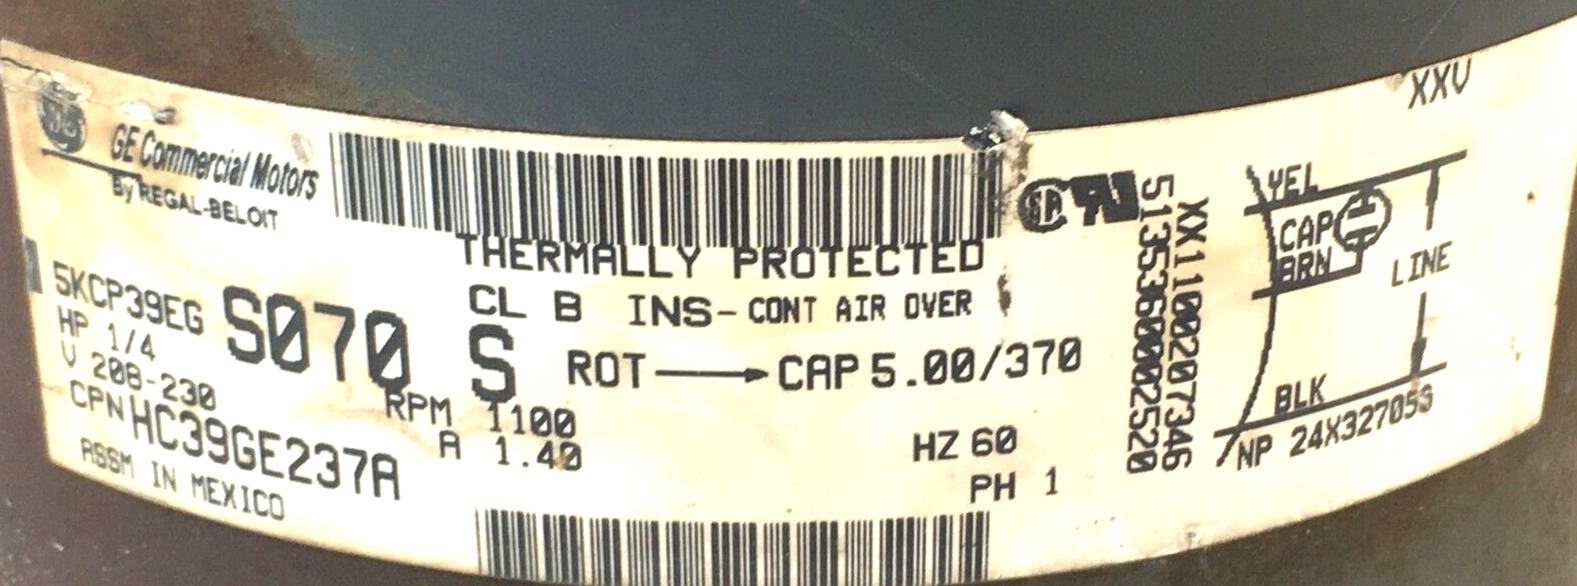 XXV
GE Commercial Motors
By REGAL-BELOIT
THERMALLY PROTECTED
CL B INS- CONT AIR OVER
5KCP39EG S070 S
HP 1/4
ROT CAP 5.00/370
V 208-230
RPM 1100
CPN HC39GE237A
A 1.40
HZ 60
PH 1
ASSM IN MEXICO
XX1100207346
5135360002520
YEL
CAP
BRN
LINE
BLK
NP 24X327053